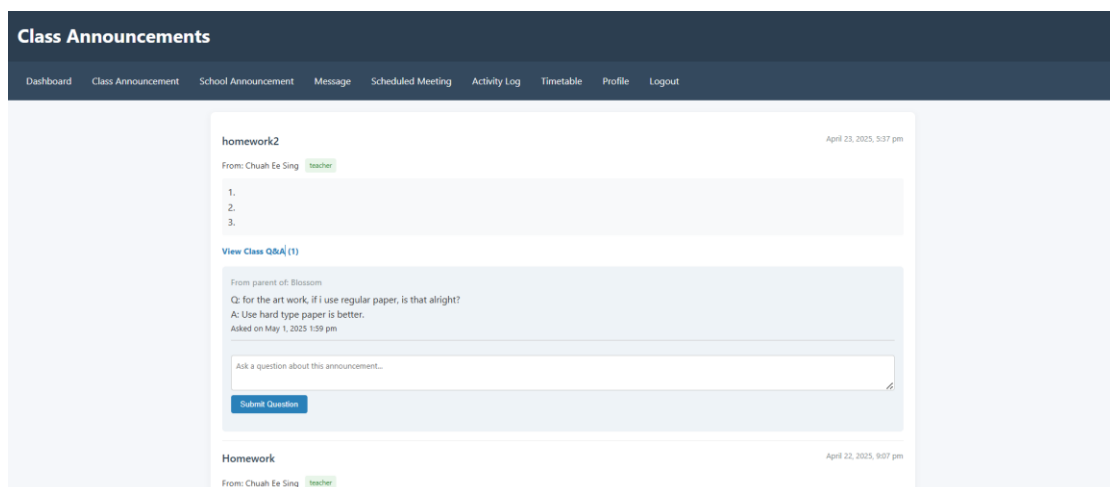 Class Announcements
Dashboard Class Announcement School Announcement Message Scheduled Meeting Activity Log Timetable Profile Logout
homework2 April 23, 2025, 5:37 pm
From: Chuah Ee Sing teacher
1.
2.
3.
View Class Q&A (1)
From parent of: Blossom
Q: for the art work, if i use regular paper, is that alright?
A: Use hard type paper is better.
Asked on May 1, 2025 1:59 pm
Ask a question about this announcement...
Submit Question
Homework April 22, 2025, 9:07 pm
From: Chuah Ee Sing teacher